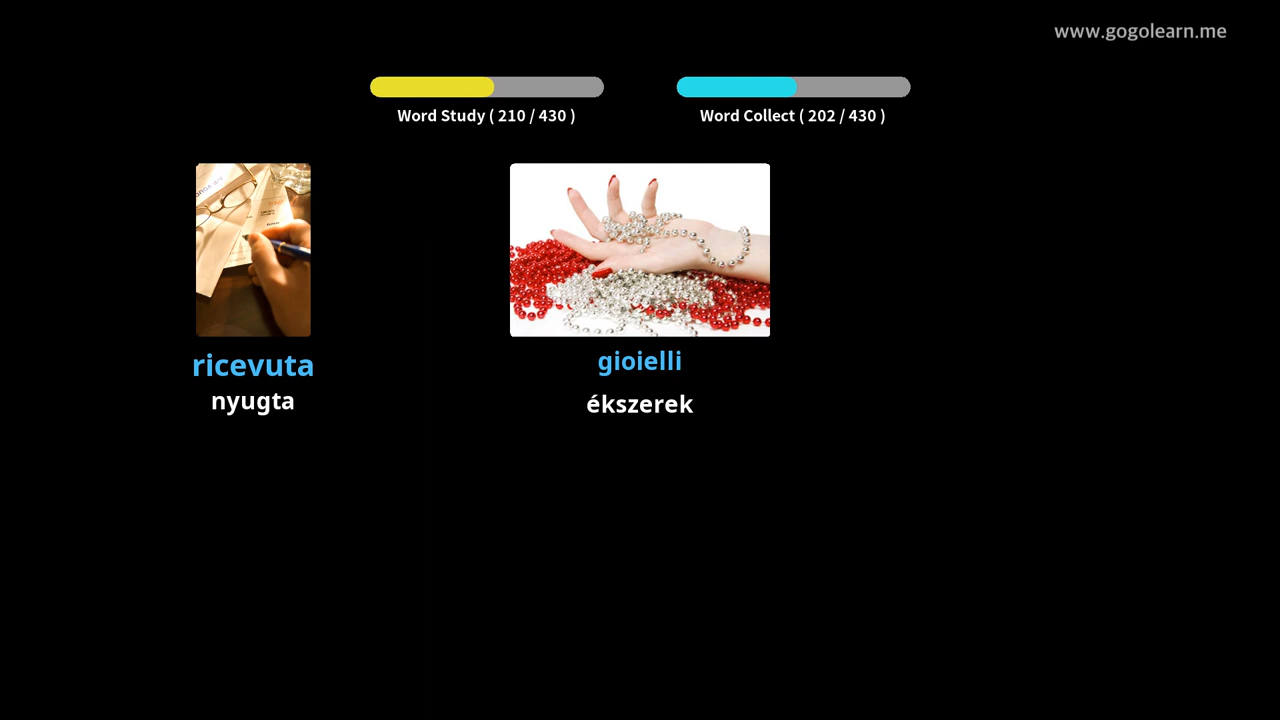 www.gogolearn.me
Word Study ( 210 / 430 )
Word Collect ( 202 / 430 )
ricevuta
nyugta
gioielli
ékszerek